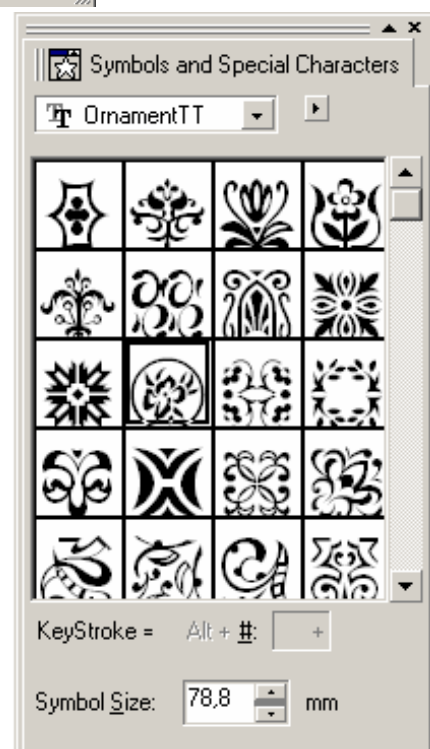 Symbols and Special Characters
OrnamentTT
KeyStroke = Alt + #: +
Symbol Size: 78,8 mm